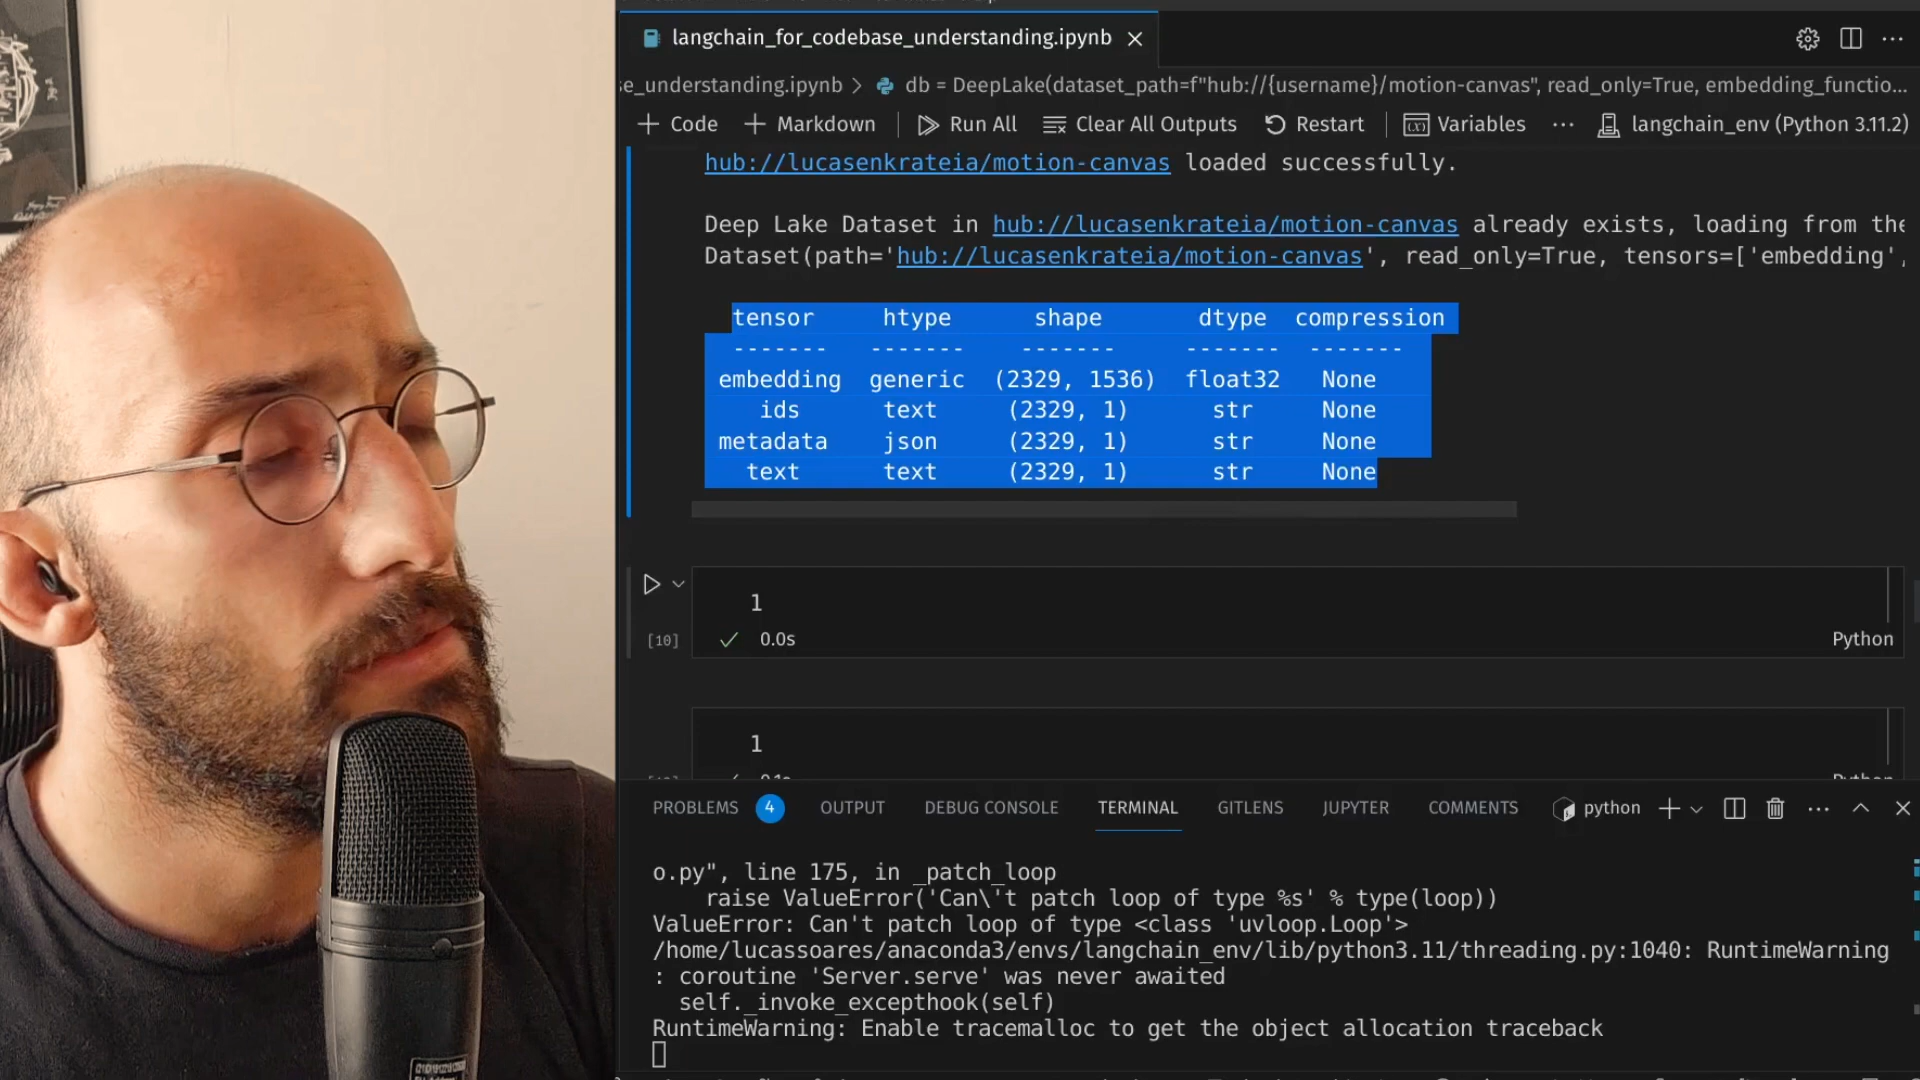 langchain_for_codebase_understanding.ipynb
se_understanding.ipynb > db = DeepLake(dataset_path=f"hub://{username}/motion-canvas", read_only=True, embedding_functio...
Code Markdown Run All Clear All Outputs Restart Variables ... langchain_env (Python 3.11.2)
hub://lucasenkrateia/motion-canvas loaded successfully.
Deep Lake Dataset in hub://lucasenkrateia/motion-canvas already exists, loading from the
Dataset(path='hub://lucasenkrateia/motion-canvas', read_only=True, tensors=['embedding',
tensor htype shape dtype compression
------- ------- ------- ------- -------
embedding generic (2329, 1536) float32 None
ids text (2329, 1) str None
metadata json (2329, 1) str None
text text (2329, 1) str None
1
[10] 0.0s Python
1
PROBLEMS 4 OUTPUT DEBUG CONSOLE TERMINAL GITLENS JUPYTER COMMENTS python
o.py", line 175, in _patch_loop
raise ValueError('Can\'t patch loop of type %s' % type(loop))
ValueError: Can't patch loop of type <class 'uvloop.Loop'>
/home/lucassoares/anaconda3/envs/langchain_env/lib/python3.11/threading.py:1040: RuntimeWarning
: coroutine 'Server.serve' was never awaited
self._invoke_excepthook(self)
RuntimeWarning: Enable tracemalloc to get the object allocation traceback